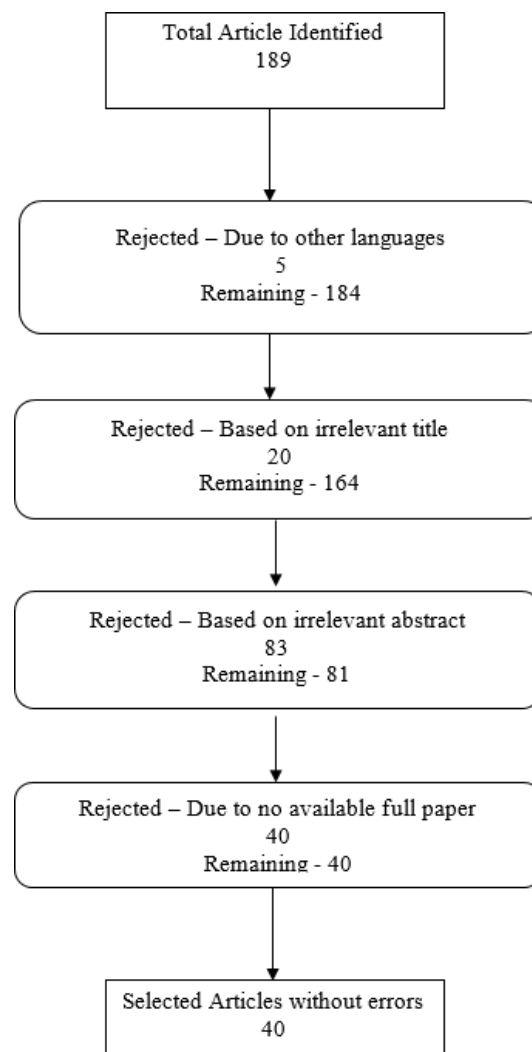 Total Article Identified
189
Rejected – Due to other languages
5
Remaining - 184
Rejected – Based on irrelevant title
20
Remaining - 164
Rejected – Based on irrelevant abstract
83
Remaining - 81
Rejected – Due to no available full paper
40
Remaining - 40
Selected Articles without errors
40